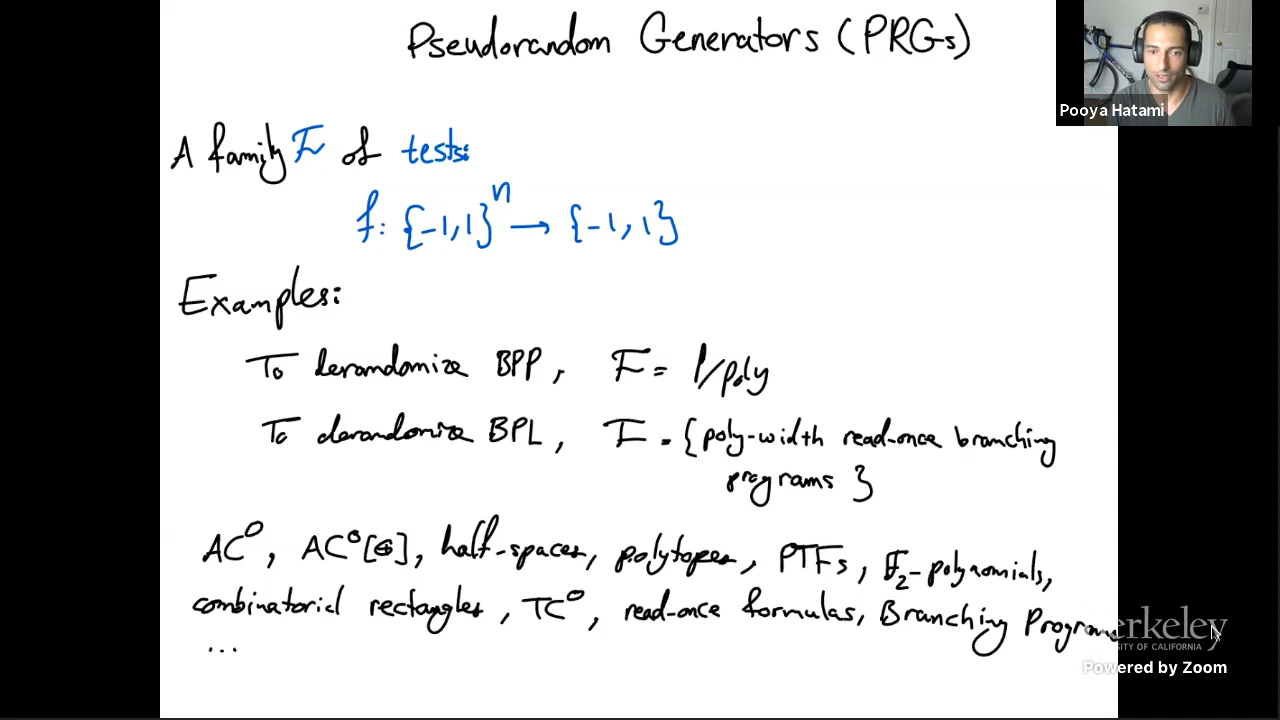 Pseudorandom Generators (PRGs)
Pooya Hatami
A family F of tests:
f: {-1,1}^n → {-1,1}
Examples:
To derandomize BPP, F = P/poly
To derandomize BPL, F = {poly-width read-once branching
programs }
AC^0, AC^0[⊕], half-spaces, polytopes, PTFs, F_2-polynomials,
combinatorial rectangles, TC^0, read-once formulas, Branching Programs
...
Berkeley
UNIVERSITY OF CALIFORNIA
Powered by Zoom